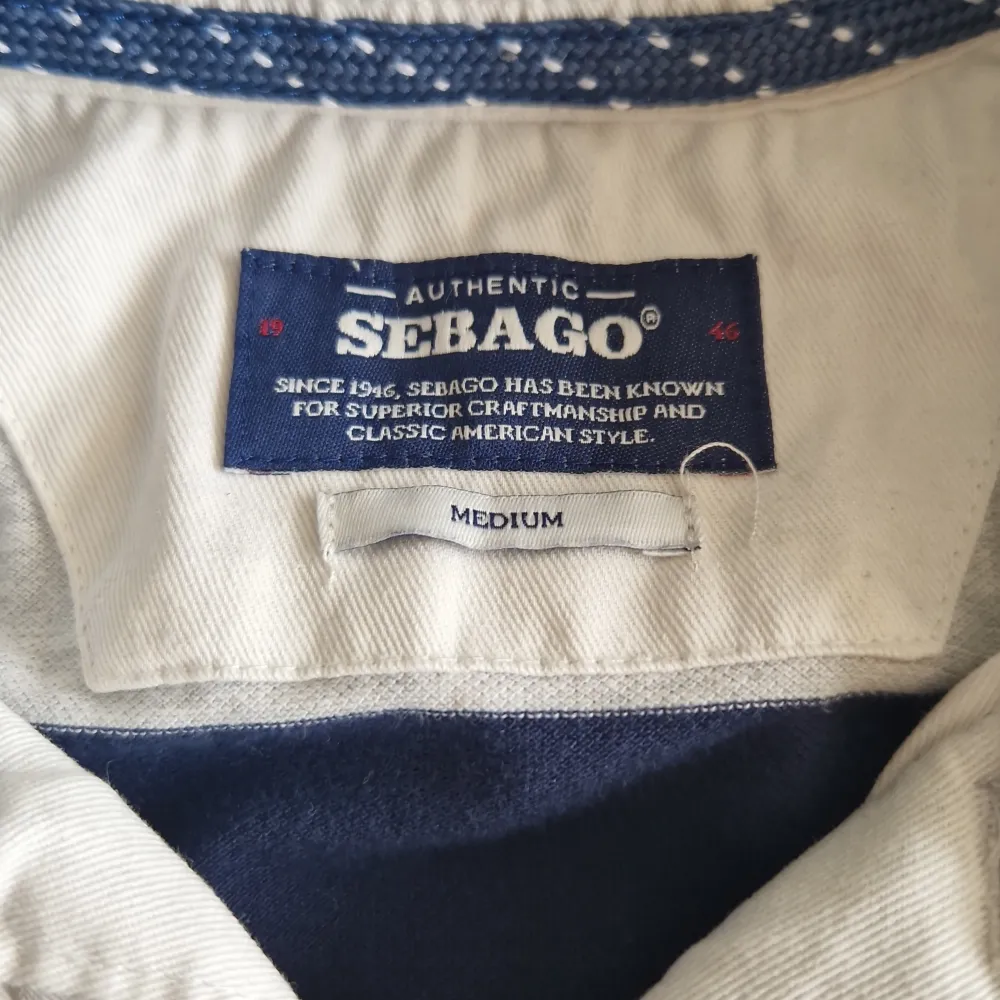 AUTHENTIC
19 SEBAGO® 46
SINCE 1946, SEBAGO HAS BEEN KNOWN
FOR SUPERIOR CRAFTMANSHIP AND
CLASSIC AMERICAN STYLE.
MEDIUM